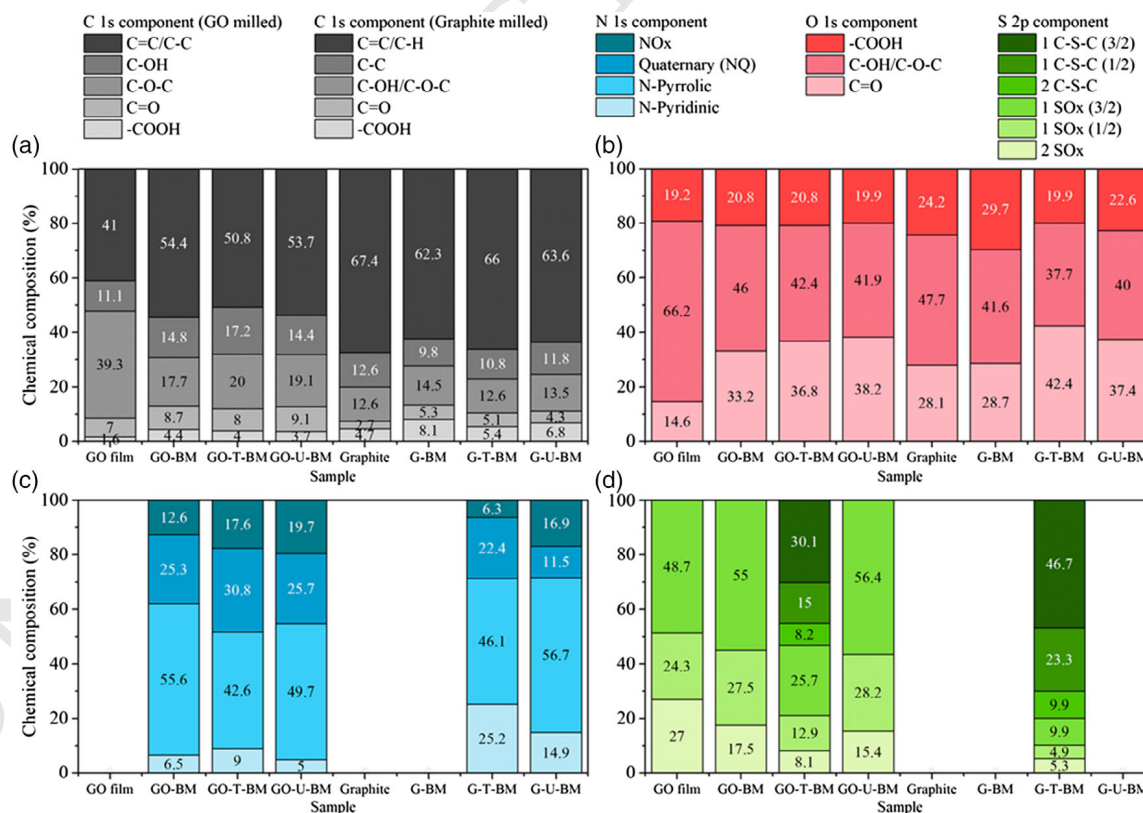 C 1s component (GO milled)
C=C/C-C
C-OH
C-O-C
C=O
-COOH
C 1s component (Graphite milled)
C=C/C-H
C-C
C-OH/C-O-C
C=O
-COOH
N 1s component
NOx
Quaternary (NQ)
N-Pyrrolic
N-Pyridinic
O 1s component
-COOH
C-OH/C-O-C
C=O
S 2p component
1 C-S-C (3/2)
1 C-S-C (1/2)
2 C-S-C
1 SOx (3/2)
1 SOx (1/2)
2 SOx
(a)
Chemical composition (%)
100
80
60
40
20
0
41
11.1
39.3
7
1.6
54.4
14.8
17.7
8.7
4.4
50.8
17.2
20
8
4
53.7
14.4
19.1
9.1
3.7
67.4
12.6
12.6
2.7
4.7
62.3
9.8
14.5
5.3
8.1
66
10.8
12.6
5.1
5.4
63.6
11.8
13.5
4.3
6.8
GO film GO-BM GO-T-BM GO-U-BM Graphite G-BM G-T-BM G-U-BM
Sample
(b)
Chemical composition (%)
100
80
60
40
20
0
19.2
66.2
14.6
20.8
46
33.2
20.8
42.4
36.8
19.9
41.9
38.2
24.2
47.7
28.1
29.7
41.6
28.7
19.9
37.7
42.4
22.6
40
37.4
GO film GO-BM GO-T-BM GO-U-BM Graphite G-BM G-T-BM G-U-BM
Sample
(c)
Chemical composition (%)
100
80
60
40
20
0
12.6
25.3
55.6
6.5
17.6
30.8
42.6
9
19.7
25.7
49.7
5
6.3
22.4
46.1
25.2
16.9
11.5
56.7
14.9
GO film GO-BM GO-T-BM GO-U-BM Graphite G-BM G-T-BM G-U-BM
Sample
(d)
Chemical composition (%)
100
80
60
40
20
0
48.7
24.3
27
55
27.5
17.5
30.1
15
8.2
25.7
12.9
8.1
56.4
28.2
15.4
46.7
23.3
9.9
9.9
4.9
5.3
GO film GO-BM GO-T-BM GO-U-BM Graphite G-BM G-T-BM G-U-BM
Sample